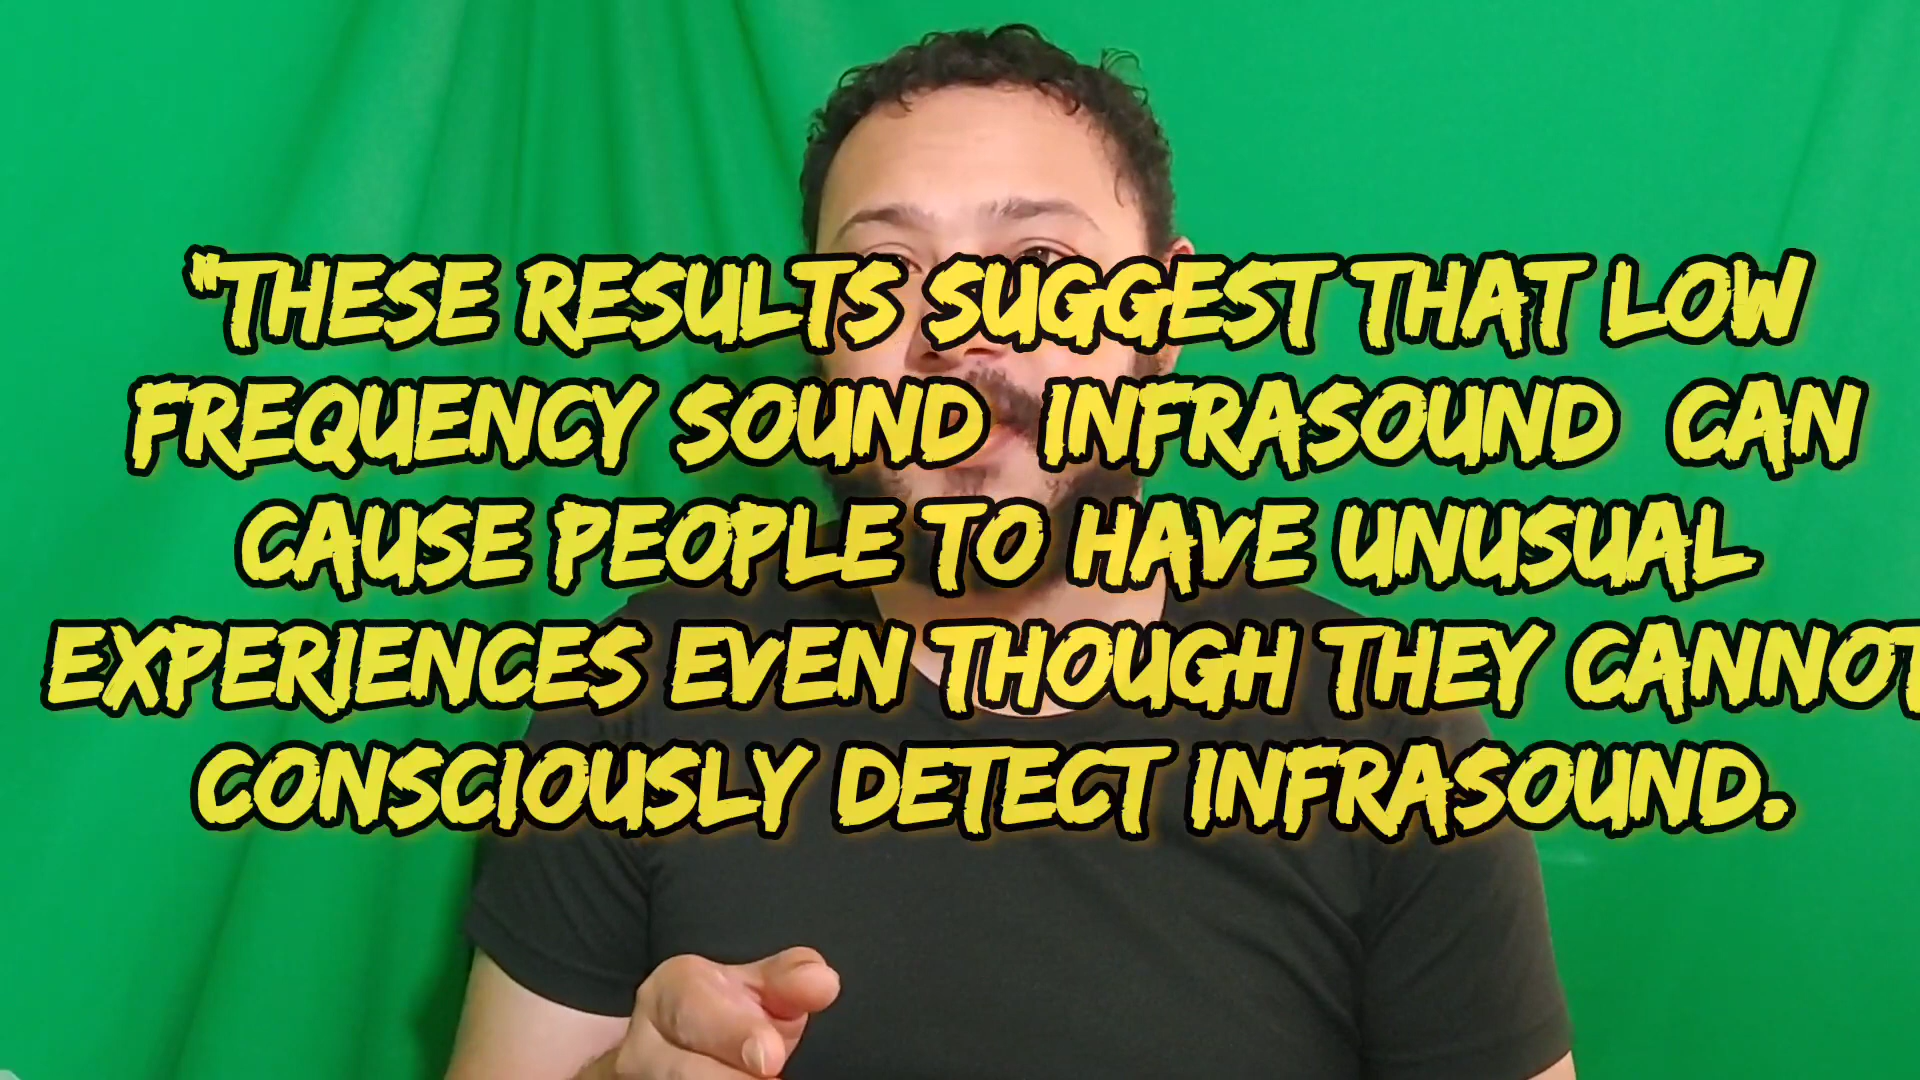 "THESE RESULTS SUGGEST THAT LOW
FREQUENCY SOUND INFRASOUND CAN
CAUSE PEOPLE TO HAVE UNUSUAL
EXPERIENCES EVEN THOUGH THEY CANNOT
CONSCIOUSLY DETECT INFRASOUND.